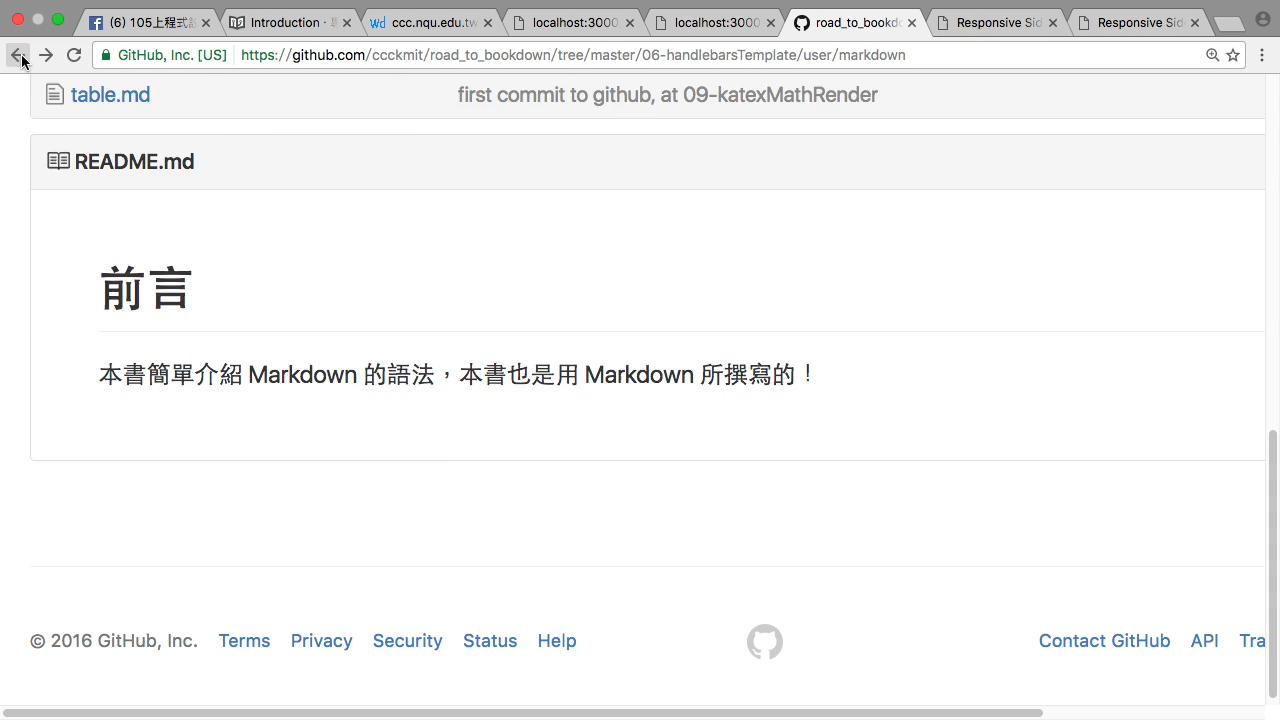 (6) 105上程式設
Introduction ·
ccc.nqu.edu.tw
localhost:3000
localhost:3000
road_to_bookdo
Responsive Sid
Responsive Sid
GitHub, Inc. [US]
https://github.com/ccckmit/road_to_bookdown/tree/master/06-handlebarsTemplate/user/markdown
table.md
first commit to github, at 09-katexMathRender
README.md
前言
本書簡單介紹 Markdown 的語法，本書也是用 Markdown 所撰寫的！
© 2016 GitHub, Inc.
Terms
Privacy
Security
Status
Help
Contact GitHub
API
Tra